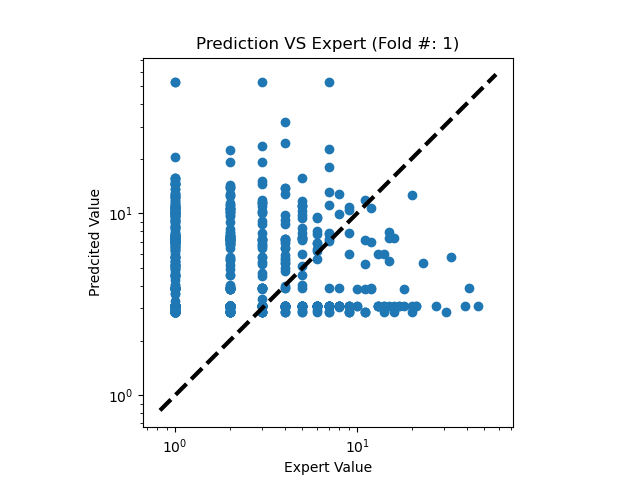 Prediction VS Expert (Fold #: 1)
Predcited Value
10¹
10⁰
10⁰ 10¹
Expert Value